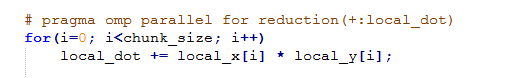 # pragma omp parallel for reduction(+:local_dot)
for(i=0; i<chunk_size; i++)
local_dot += local_x[i] * local_y[i];